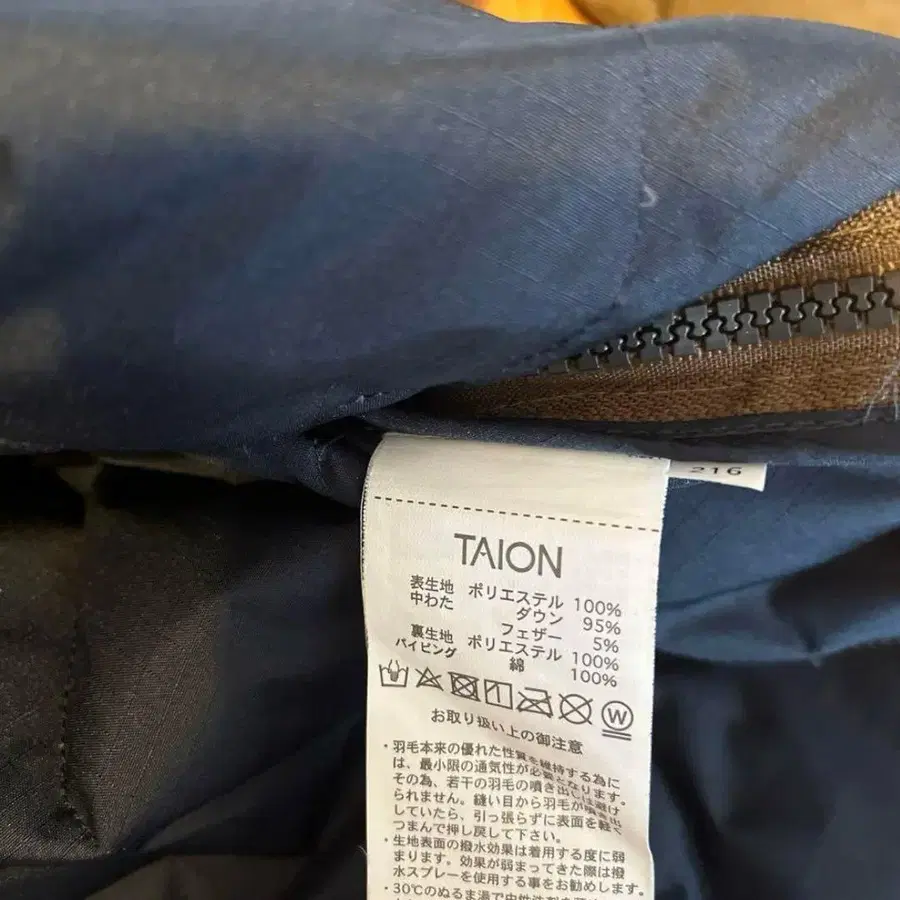 216
TAION
表生地 ポリエステル 100%
中わた ダウン 95%
フェザー 5%
裏生地 ポリエステル 100%
パイピング 綿 100%
W
お取り扱い上の御注意
・羽毛本来の優れた性質を維持する為に
は、最小限の通気性が必要となります。
その為、若干の羽毛の噴き出しは避け
られません。縫い目から羽毛が噴き出
していたら、引っ張らずに表面を軽く
つまんで押し戻して下さい。
・生地表面の撥水効果は着用する度に弱
まります。効果が弱まってきた際は撥
水スプレーを使用する事をお勧めします。
・30℃のぬるま湯で中性洗剤を